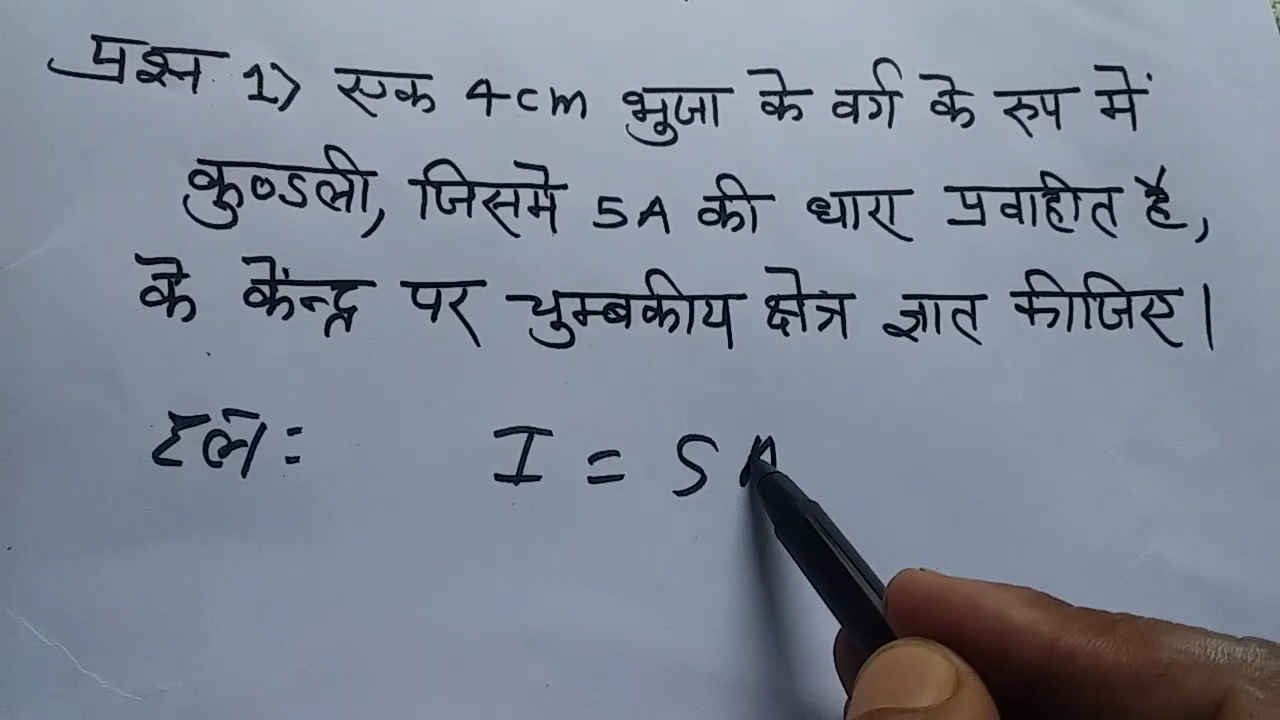 प्रश्न 1> एक 4cm भुजा के वर्ग के रुप में
कुण्डली, जिसमे 5A की धारा प्रवाहीत है,
के केंन्द्र पर चुम्बकीय क्षेत्र ज्ञात कीजिए।
हल: I = 5A